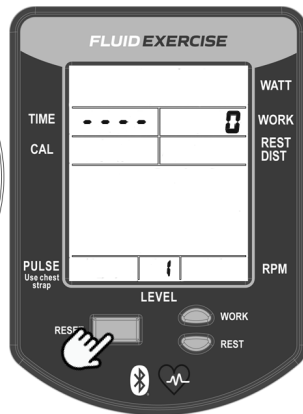 FLUID EXERCISE
WATT
TIME - - - - 0 WORK
CAL REST
DIST
PULSE 1 RPM
Use chest
strap
LEVEL
RESET WORK
REST